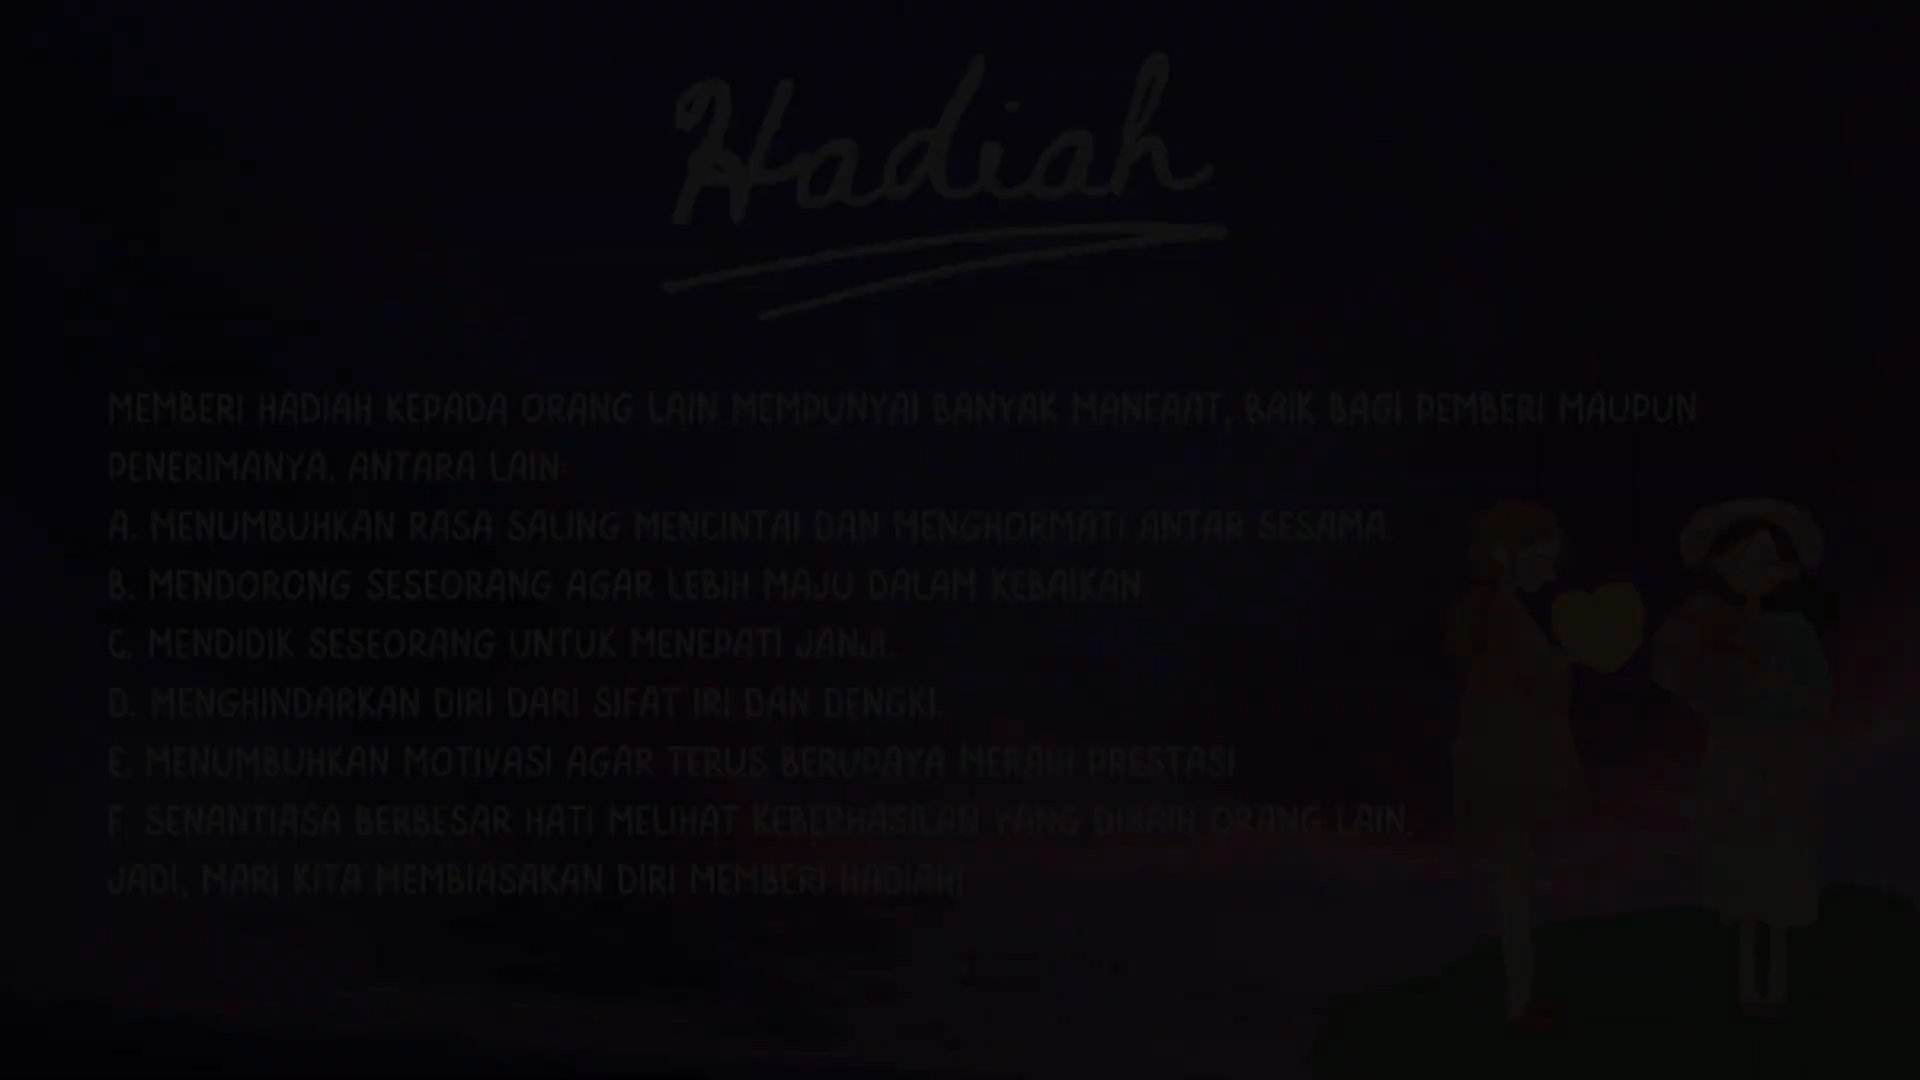 Hadiah
MEMBERI HADIAH KEPADA ORANG LAIN MEMPUNYAI BANYAK MANFAAT, BAIK BAGI PEMBERI MAUPUN
PENERIMANYA, ANTARA LAIN:
A. MENUMBUHKAN RASA SALING MENCINTAI DAN MENGHORMATI ANTAR SESAMA.
B. MENDORONG SESEORANG AGAR LEBIH MAJU DALAM KEBAIKAN.
C. MENDIDIK SESEORANG UNTUK MENEPATI JANJI.
D. MENGHINDARKAN DIRI DARI SIFAT IRI DAN DENGKI.
E. MENUMBUHKAN MOTIVASI AGAR TERUS BERUPAYA MERAIH PRESTASI
F. SENANTIASA BERBESAR HATI MELIHAT KEBERHASILAN YANG DIRAIH ORANG LAIN.
JADI, MARI KITA MEMBIASAKAN DIRI MEMBERI HADIAH!